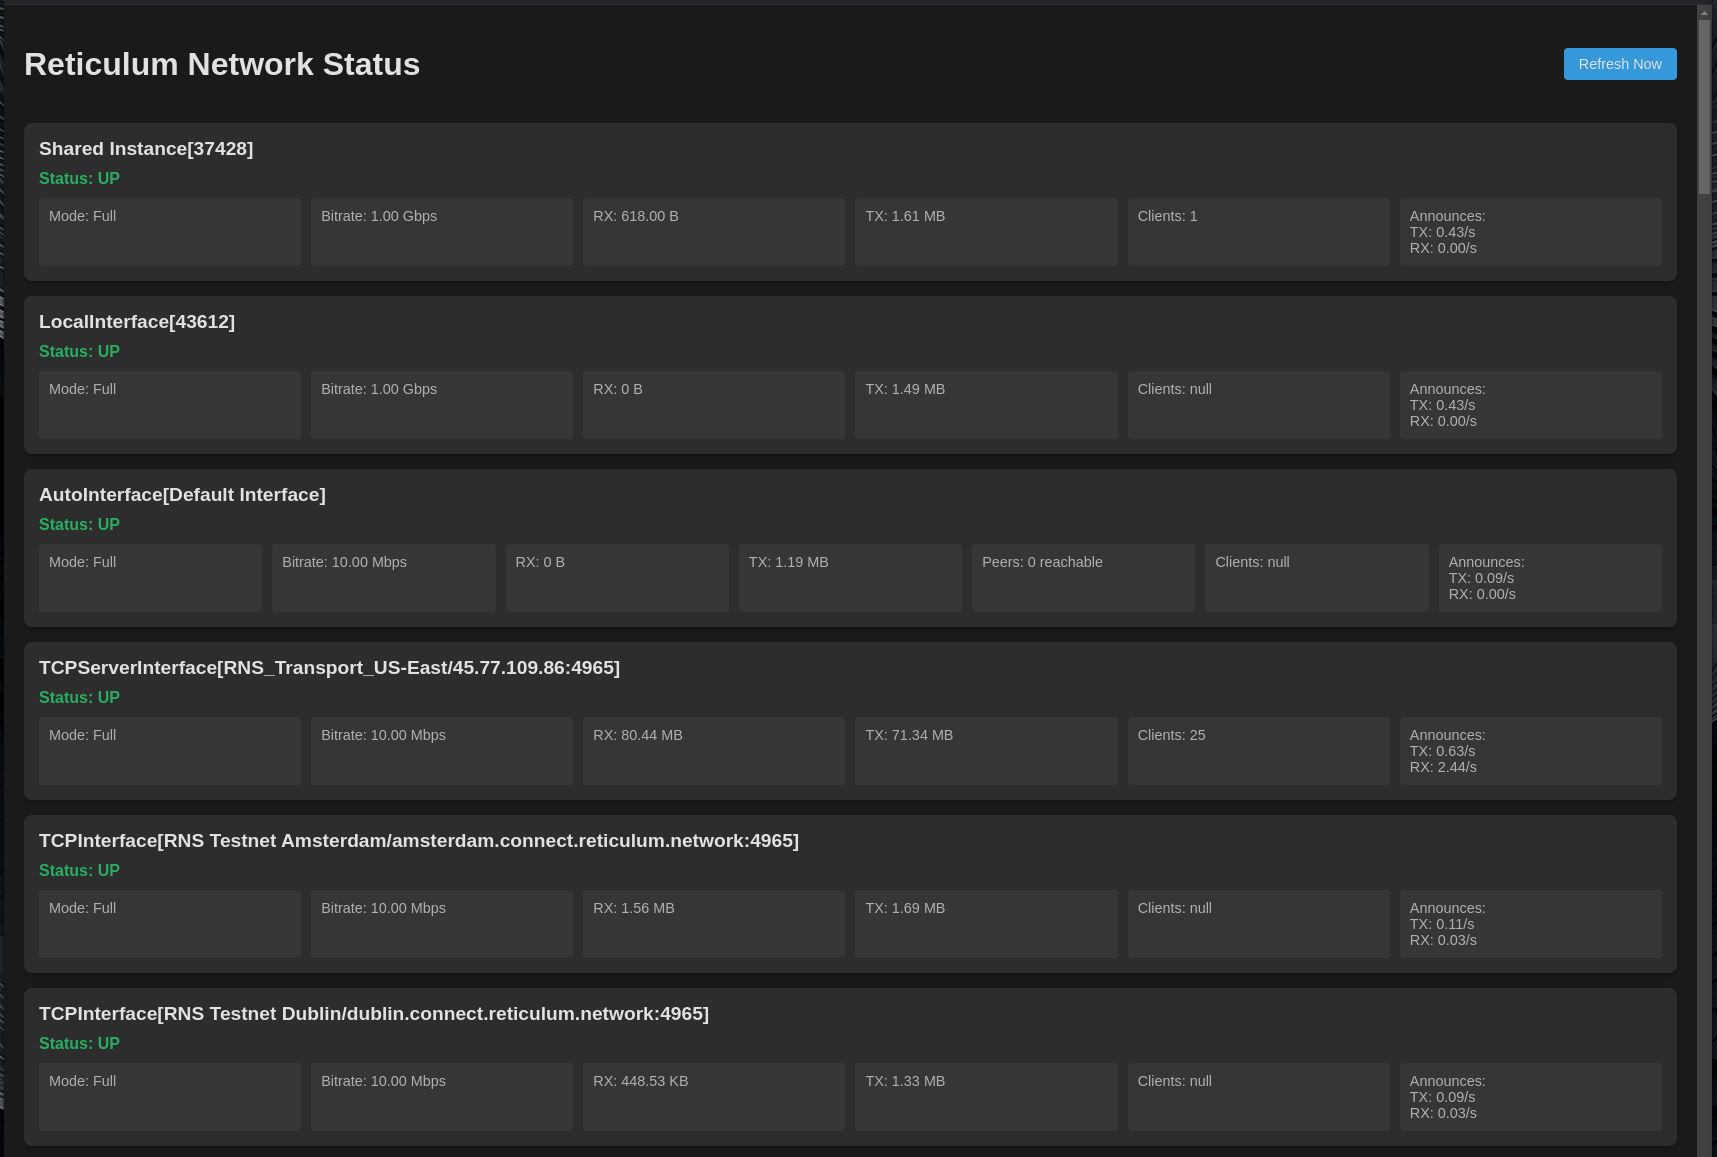 Reticulum Network Status
Refresh Now
Shared Instance[37428]
Status: UP
Mode: Full
Bitrate: 1.00 Gbps
RX: 618.00 B
TX: 1.61 MB
Clients: 1
Announces:
TX: 0.43/s
RX: 0.00/s
LocalInterface[43612]
Status: UP
Mode: Full
Bitrate: 1.00 Gbps
RX: 0 B
TX: 1.49 MB
Clients: null
Announces:
TX: 0.43/s
RX: 0.00/s
AutoInterface[Default Interface]
Status: UP
Mode: Full
Bitrate: 10.00 Mbps
RX: 0 B
TX: 1.19 MB
Peers: 0 reachable
Clients: null
Announces:
TX: 0.09/s
RX: 0.00/s
TCPServerInterface[RNS_Transport_US-East/45.77.109.86:4965]
Status: UP
Mode: Full
Bitrate: 10.00 Mbps
RX: 80.44 MB
TX: 71.34 MB
Clients: 25
Announces:
TX: 0.63/s
RX: 2.44/s
TCPInterface[RNS Testnet Amsterdam/amsterdam.connect.reticulum.network:4965]
Status: UP
Mode: Full
Bitrate: 10.00 Mbps
RX: 1.56 MB
TX: 1.69 MB
Clients: null
Announces:
TX: 0.11/s
RX: 0.03/s
TCPInterface[RNS Testnet Dublin/dublin.connect.reticulum.network:4965]
Status: UP
Mode: Full
Bitrate: 10.00 Mbps
RX: 448.53 KB
TX: 1.33 MB
Clients: null
Announces:
TX: 0.09/s
RX: 0.03/s